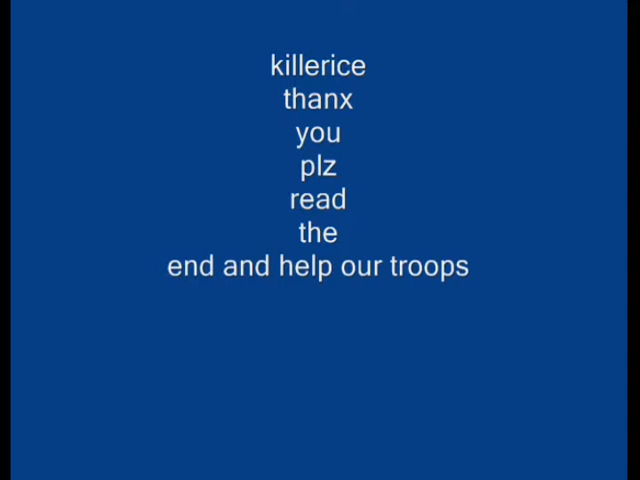 killerice
thanx
you
plz
read
the
end and help our troops